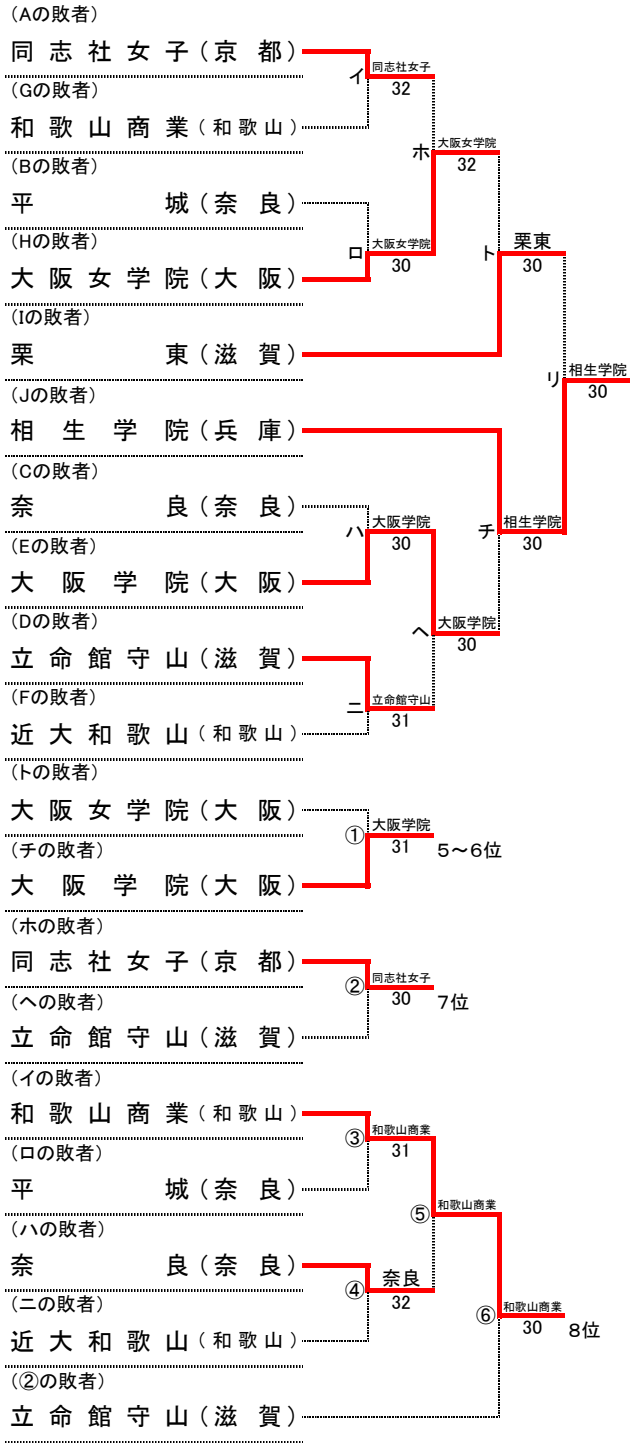 (Aの敗者)
同志社女子(京都)
(Gの敗者)
和歌山商業(和歌山)
(Bの敗者)
平城(奈良)
(Hの敗者)
大阪女学院(大阪)
(Iの敗者)
栗東(滋賀)
(Jの敗者)
相生学院(兵庫)
(Cの敗者)
奈良(奈良)
(Eの敗者)
大阪学院(大阪)
(Dの敗者)
立命館守山(滋賀)
(Fの敗者)
近大和歌山(和歌山)
イ
同志社女子
32
ロ
大阪女学院
30
ホ
大阪女学院
32
ト
栗東
30
リ
相生学院
30
ハ
大阪学院
30
チ
相生学院
30
ヘ
大阪学院
30
ニ
立命館守山
31
(トの敗者)
大阪女学院(大阪)
(チの敗者)
大阪学院(大阪)
①
大阪学院
31
5～6位
(ホの敗者)
同志社女子(京都)
(ヘの敗者)
立命館守山(滋賀)
②
同志社女子
30
7位
(イの敗者)
和歌山商業(和歌山)
(ロの敗者)
平城(奈良)
(ハの敗者)
奈良(奈良)
(ニの敗者)
近大和歌山(和歌山)
(②の敗者)
立命館守山(滋賀)
③
和歌山商業
31
④
奈良
32
⑤
和歌山商業
⑥
和歌山商業
30
8位